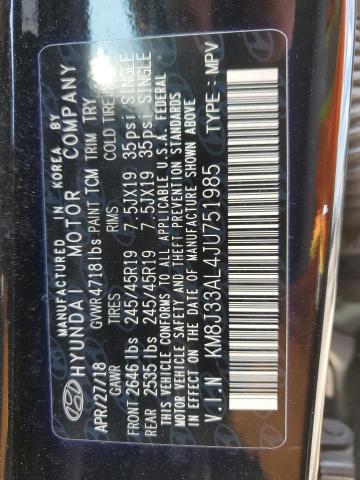 MANUFACTURED IN KOREA BY
HYUNDAI MOTOR COMPANY
APR/27/18 GVWR 4718lbs PAINT TCM TRIM TRY
GAWR TIRES RIMS COLD TIRE IN
FRONT 2646 lbs 245/45R19 7.5JX19 35psi SINGLE
REAR 2535 lbs 245/45R19 7.5JX19 35psi SINGLE
THIS VEHICLE CONFORMS TO ALL APPLICABLE U.S.A. FEDERAL
MOTOR VEHICLE SAFETY THEFT PREVENTION STANDARDS
IN EFFECT ON THE DATE OF MANUFACTURE SHOWN ABOVE
V.I.N KM8J33AL4JU751985 TYPE : MPV